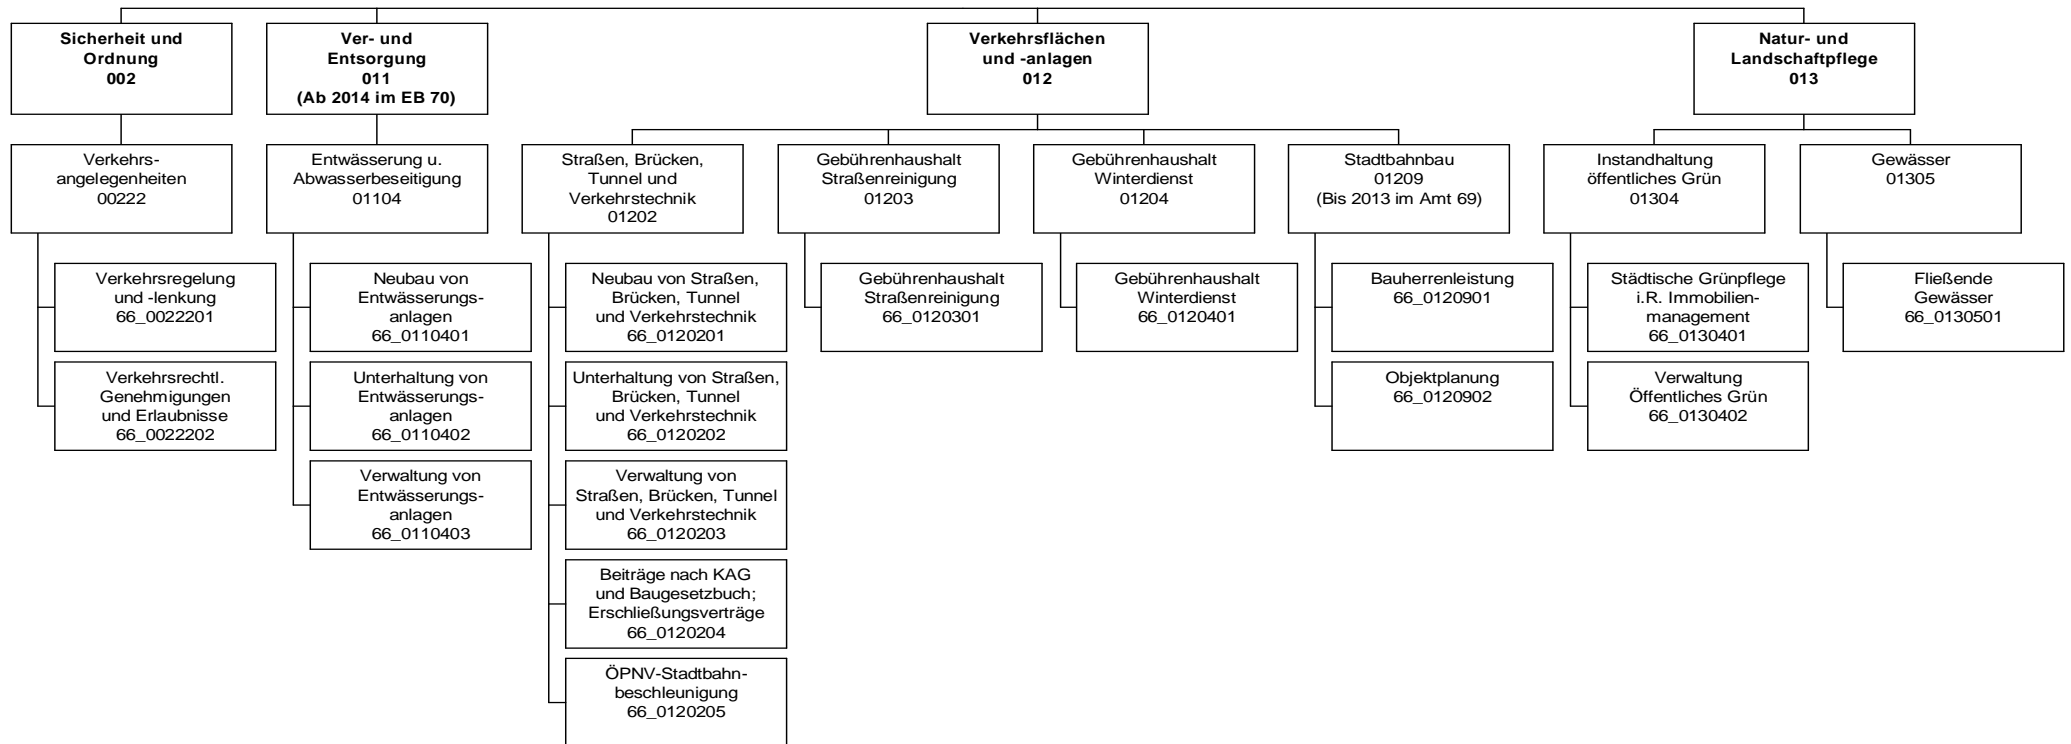 Sicherheit und
Ordnung
002
Ver- und
Entsorgung
011
(Ab 2014 im EB 70)
Verkehrsflächen
und -anlagen
012
Natur- und
Landschaftpflege
013
Verkehrs-
angelegenheiten
00222
Entwässerung u.
Abwasserbeseitigung
01104
Straßen, Brücken,
Tunnel und
Verkehrstechnik
01202
Gebührenhaushalt
Straßenreinigung
01203
Gebührenhaushalt
Winterdienst
01204
Stadtbahnbau
01209
(Bis 2013 im Amt 69)
Instandhaltung
öffentliches Grün
01304
Gewässer
01305
Verkehrsregelung
und -lenkung
66_0022201
Verkehrsrechtl.
Genehmigungen
und Erlaubnisse
66_0022202
Neubau von
Entwässerungs-
anlagen
66_0110401
Unterhaltung von
Entwässerungs-
anlagen
66_0110402
Verwaltung von
Entwässerungs-
anlagen
66_0110403
Neubau von Straßen,
Brücken, Tunnel
und Verkehrstechnik
66_0120201
Unterhaltung von Straßen,
Brücken, Tunnel
und Verkehrstechnik
66_0120202
Verwaltung von
Straßen, Brücken, Tunnel
und Verkehrstechnik
66_0120203
Beiträge nach KAG
und Baugesetzbuch;
Erschließungsverträge
66_0120204
ÖPNV-Stadtbahn-
beschleunigung
66_0120205
Gebührenhaushalt
Straßenreinigung
66_0120301
Gebührenhaushalt
Winterdienst
66_0120401
Bauherrenleistung
66_0120901
Objektplanung
66_0120902
Städtische Grünpflege
i.R. Immobilien-
management
66_0130401
Verwaltung
Öffentliches Grün
66_0130402
Fließende
Gewässer
66_0130501